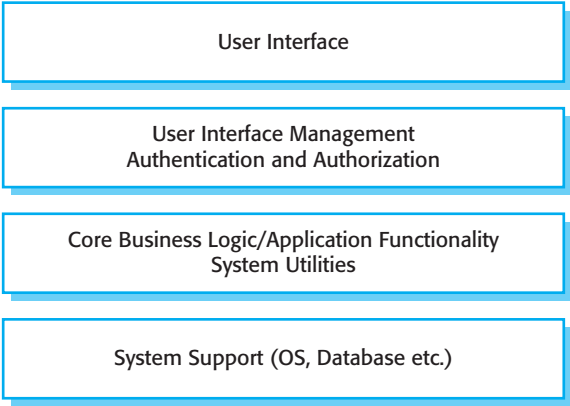 User Interface
User Interface Management
Authentication and Authorization
Core Business Logic/Application Functionality
System Utilities
System Support (OS, Database etc.)